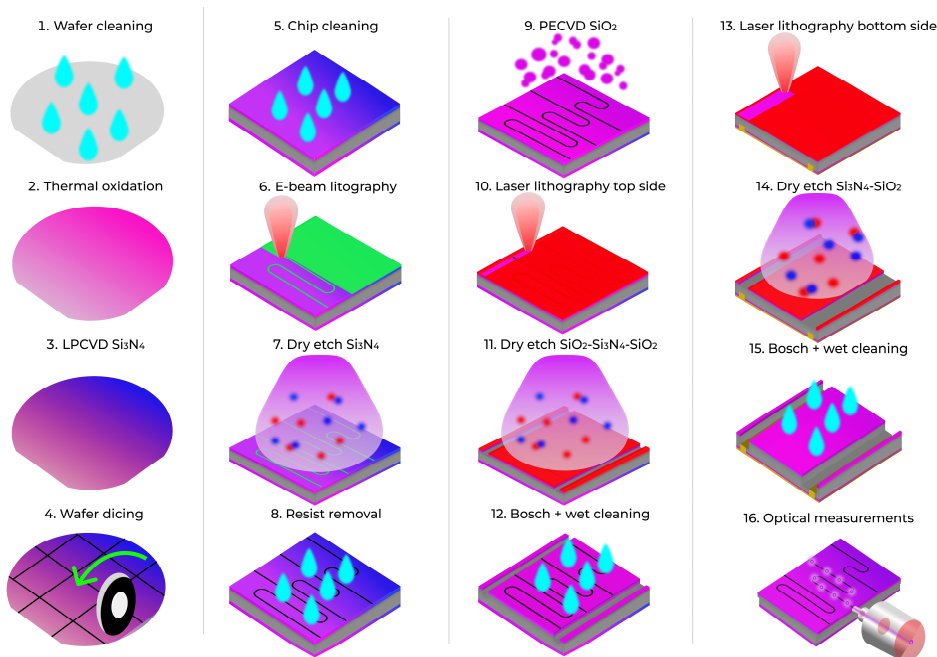 1. Wafer cleaning
2. Thermal oxidation
3. LPCVD Si₃N₄
4. Wafer dicing
5. Chip cleaning
6. E-beam litography
7. Dry etch Si₃N₄
8. Resist removal
9. PECVD SiO₂
10. Laser lithography top side
11. Dry etch SiO₂-Si₃N₄-SiO₂
12. Bosch + wet cleaning
13. Laser lithography bottom side
14. Dry etch Si₃N₄-SiO₂
15. Bosch + wet cleaning
16. Optical measurements